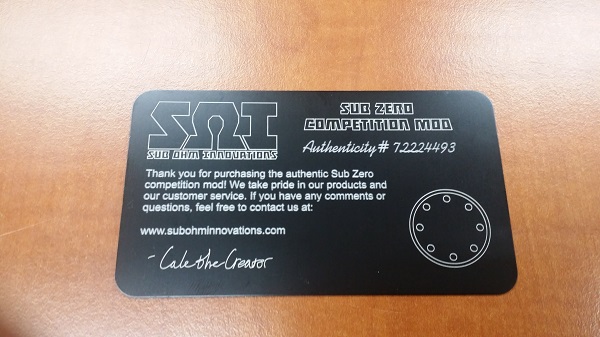 SΩI
SUB OHM INNOVATIONS
SUB ZERO
COMPETITION MOD
Authenticity# 72224493
Thank you for purchasing the authentic Sub Zero
competition mod! We take pride in our products and
our customer service. If you have any comments or
questions, feel free to contact us at:
www.subohminnovations.com
- Cale the Creator